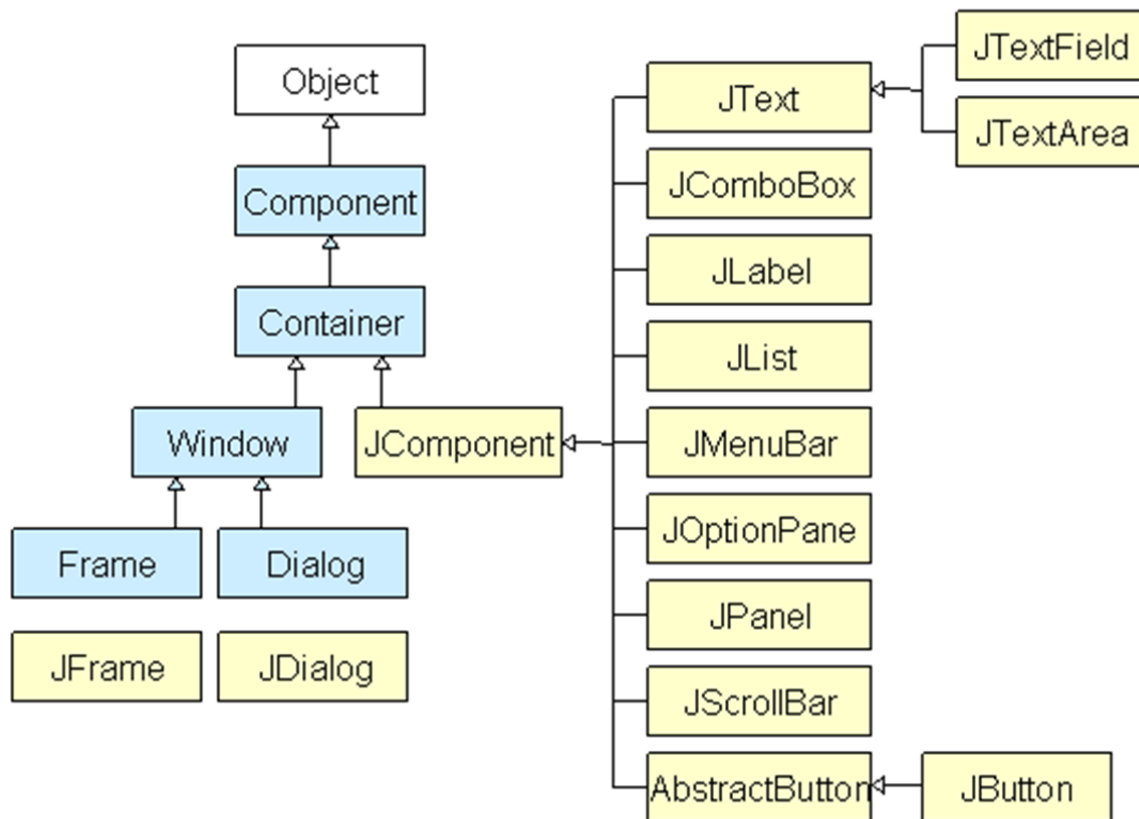 Object
Component
Container
Window
JComponent
Frame
Dialog
JFrame
JDialog
JText
JComboBox
JLabel
JList
JMenuBar
JOptionPane
JPanel
JScrollBar
AbstractButton
JTextField
JTextArea
JButton